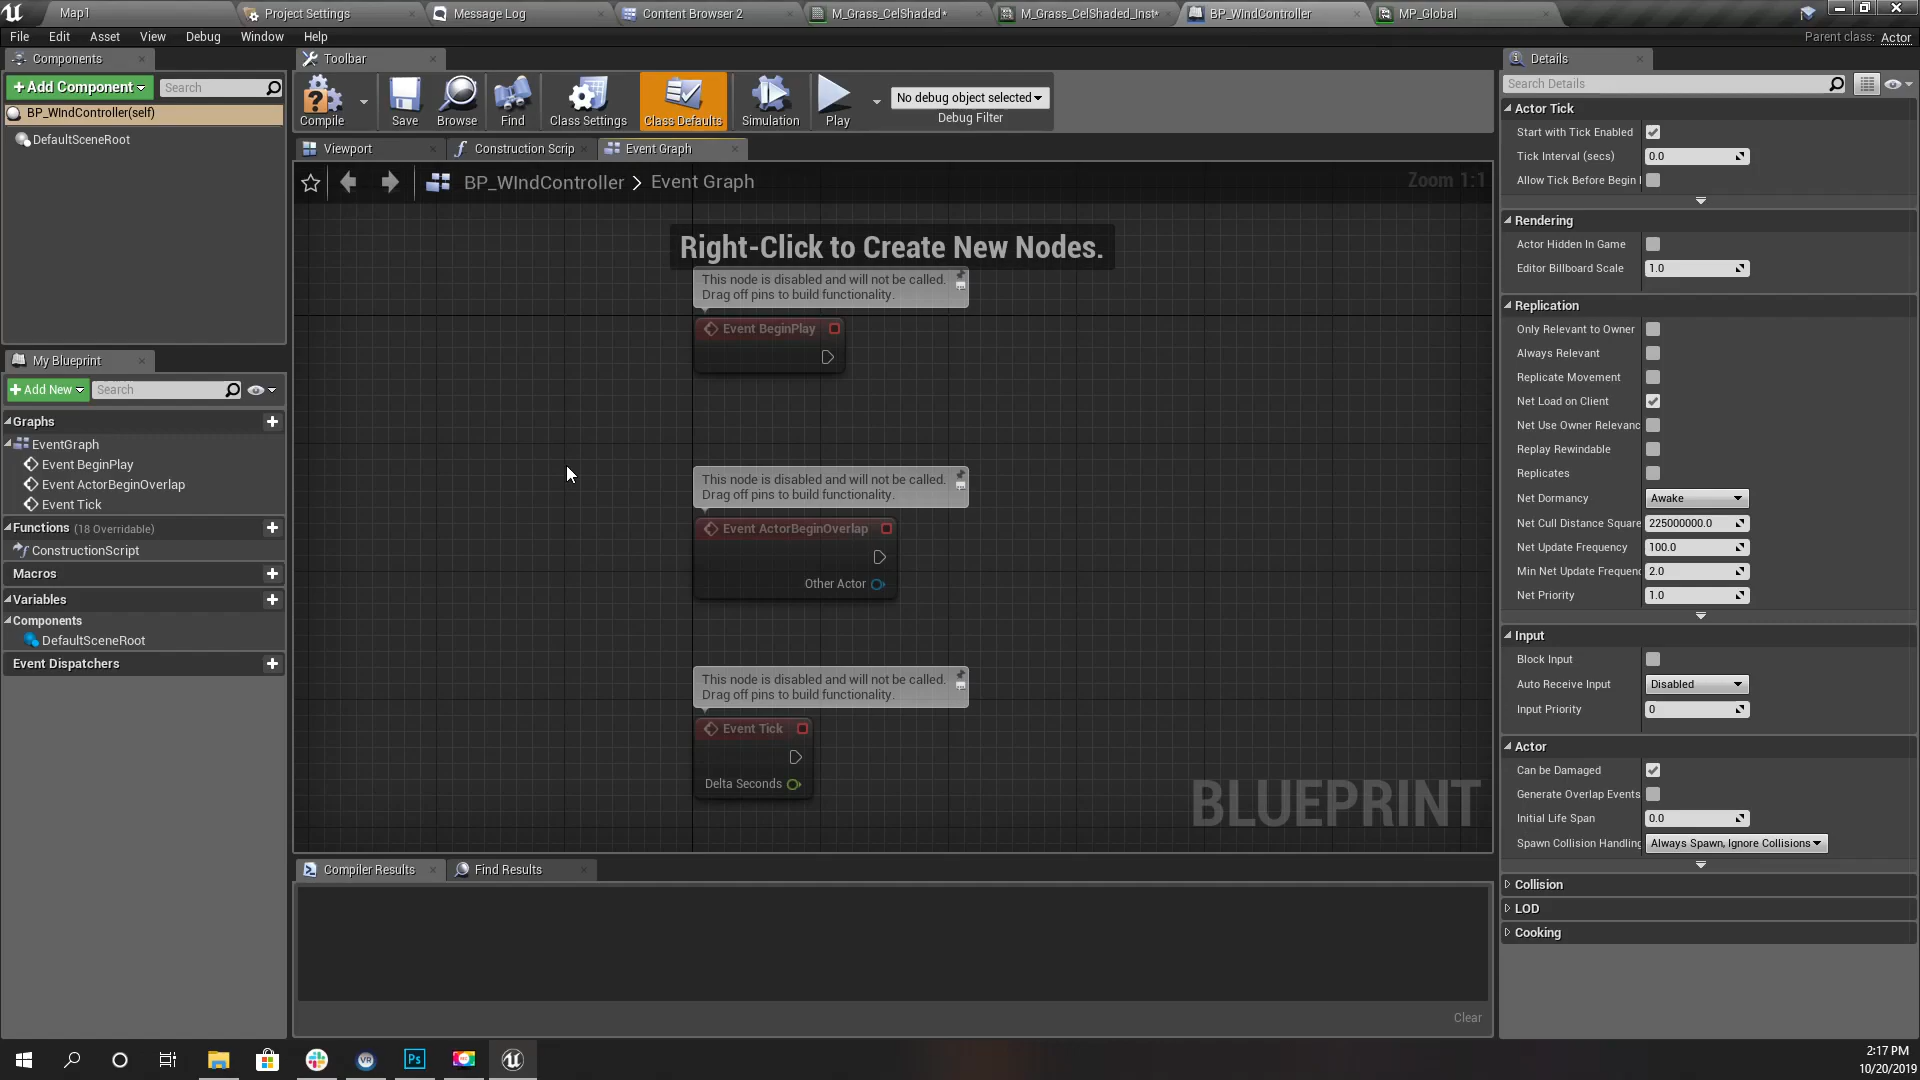 Map1
Project Settings
Message Log
Content Browser 2
M_Grass_CelShaded*
M_Grass_CelShaded_Inst*
BP_WIndController
MP_Global
File Edit Asset View Debug Window Help
Parent class: Actor
Components
+Add Component
Search
BP_WIndController(self)
DefaultSceneRoot
My Blueprint
+Add New
Search
Graphs
EventGraph
Event BeginPlay
Event ActorBeginOverlap
Event Tick
Functions (18 Overridable)
ConstructionScript
Macros
Variables
Components
DefaultSceneRoot
Event Dispatchers
Toolbar
Compile
Save
Browse
Find
Class Settings
Class Defaults
Simulation
Play
No debug object selected
Debug Filter
Viewport
Construction Scrip
Event Graph
BP_WIndController > Event Graph
Zoom 1:1
Right-Click to Create New Nodes.
This node is disabled and will not be called.
Drag off pins to build functionality.
Event BeginPlay
This node is disabled and will not be called.
Drag off pins to build functionality.
Event ActorBeginOverlap
Other Actor
This node is disabled and will not be called.
Drag off pins to build functionality.
Event Tick
Delta Seconds
BLUEPRINT
Compiler Results
Find Results
Clear
Details
Search Details
Actor Tick
Start with Tick Enabled
Tick Interval (secs) 0.0
Allow Tick Before Begin
Rendering
Actor Hidden In Game
Editor Billboard Scale 1.0
Replication
Only Relevant to Owner
Always Relevant
Replicate Movement
Net Load on Client
Net Use Owner Relevanc
Replay Rewindable
Replicates
Net Dormancy Awake
Net Cull Distance Square 225000000.0
Net Update Frequency 100.0
Min Net Update Frequenc 2.0
Net Priority 1.0
Input
Block Input
Auto Receive Input Disabled
Input Priority 0
Actor
Can be Damaged
Generate Overlap Events
Initial Life Span 0.0
Spawn Collision Handling Always Spawn, Ignore Collisions
Collision
LOD
Cooking
VR
Ps
2:17 PM
10/20/2019